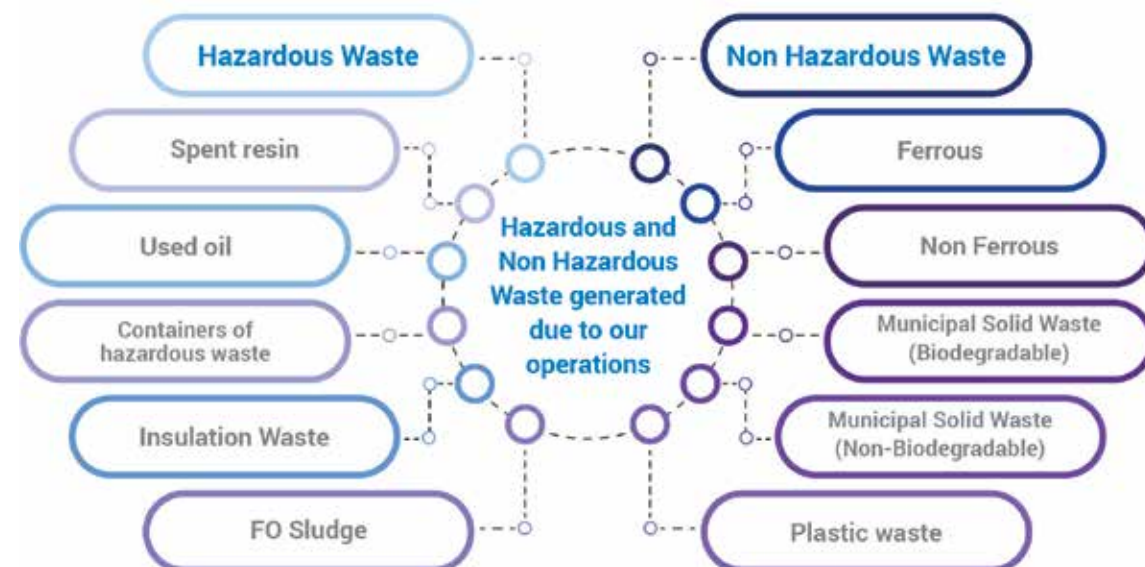 Hazardous Waste
Spent resin
Used oil
Containers of
hazardous waste
Insulation Waste
FO Sludge
Hazardous and
Non Hazardous
Waste generated
due to our
operations
Non Hazardous Waste
Ferrous
Non Ferrous
Municipal Solid Waste
(Biodegradable)
Municipal Solid Waste
(Non-Biodegradable)
Plastic waste